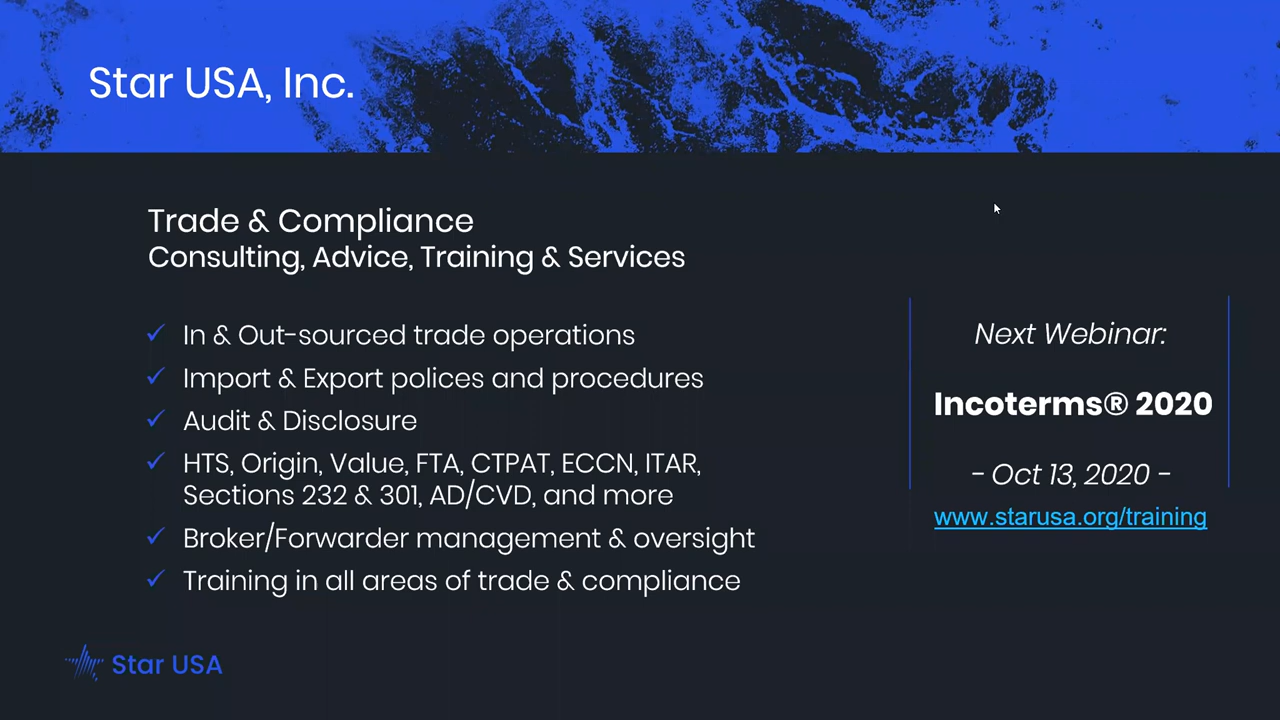 Star USA, Inc.
Trade & Compliance
Consulting, Advice, Training & Services
✓ In & Out-sourced trade operations
✓ Import & Export polices and procedures
✓ Audit & Disclosure
✓ HTS, Origin, Value, FTA, CTPAT, ECCN, ITAR,
Sections 232 & 301, AD/CVD, and more
✓ Broker/Forwarder management & oversight
✓ Training in all areas of trade & compliance
Next Webinar:
Incoterms® 2020
- Oct 13, 2020 -
www.starusa.org/training
Star USA